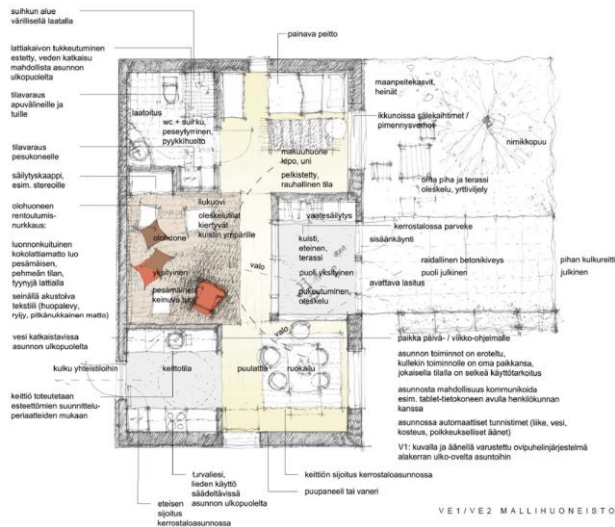 suihkun alue
värillisellä laatalla
lattiakaivon tukkeutuminen
estetty, veden katkaisu
mahdollista asunnon
ulkopuolelta
tilavaraus
apuvälineille ja
tuille
tilavaraus
pesukoneelle
säilytyskaappi,
esim. stereoille
olohuoneen
rentoutumis-
nurkkaus:
luonnonkuituinen
kokolattiamatto luo
pesämäisen,
pehmeän tilan,
tyynyjä lattialla
seinällä akustoiva
tekstiili (huopalevy,
ryijy, pitkänukkainen matto)
vesi katkaistavissa
asunnon ulkopuolelta
kulku yhteistiloihin
keittiö toteutetaan
esteettömien suunnittelu-
periaatteiden mukaan
eteisen
sijoitus
kerrostaloasunnossa
turvaliesi,
lieden käyttö
säädeltävissä
asunnon ulkopuolelta
painava peitto
laatoitus
wc + suihku,
peseytyminen,
pyykkihuolto
makuuhuone
lepo, uni
pelkistetty,
rauhallinen tila
liukuovi
oleskelutilat
kiertyvät
kuistin ympärille
olohuone
yksityinen
pesämäinen
keinuva tuoli
valo
vaatesäilytys
kuisti,
eteinen,
terassi
puoli yksityinen
pukeutuminen,
oleskelu
valo
keittotila
puulattia
ruokailu
maanpeitekasvit,
heinät
ikkunoissa sälekaihtimet /
pimennysverhot
nimikkopuu
oma piha ja terassi
oleskelu, yrttiviljely
kerrostalossa parveke
sisäänkäynti
raidallinen betonikiveys
puoli julkinen
avattava lasitus
pihan kulkureitti
julkinen
paikka päivä- / viikko-ohjelmalle
asunnon toiminnot on eroteltu,
kullekin toiminnolle on oma paikkansa,
jokaisella tilalla on selkeä käyttötarkoitus
asunnosta mahdollisuus kommunikoida
esim. tablet-tietokoneen avulla henkilökunnan
kanssa
asunnossa automaattiset tunnistimet (liike, vesi,
kosteus, poikkeukselliset äänet)
V1: kuvalla ja äänellä varustettu ovipuhelinjärjestelmä
alakerran ulko-ovelta asuntoihin
keittiön sijoitus kerrostaloasunnossa
puupaneeli tai vaneri
VE1/VE2 MALLIHUONEISTO